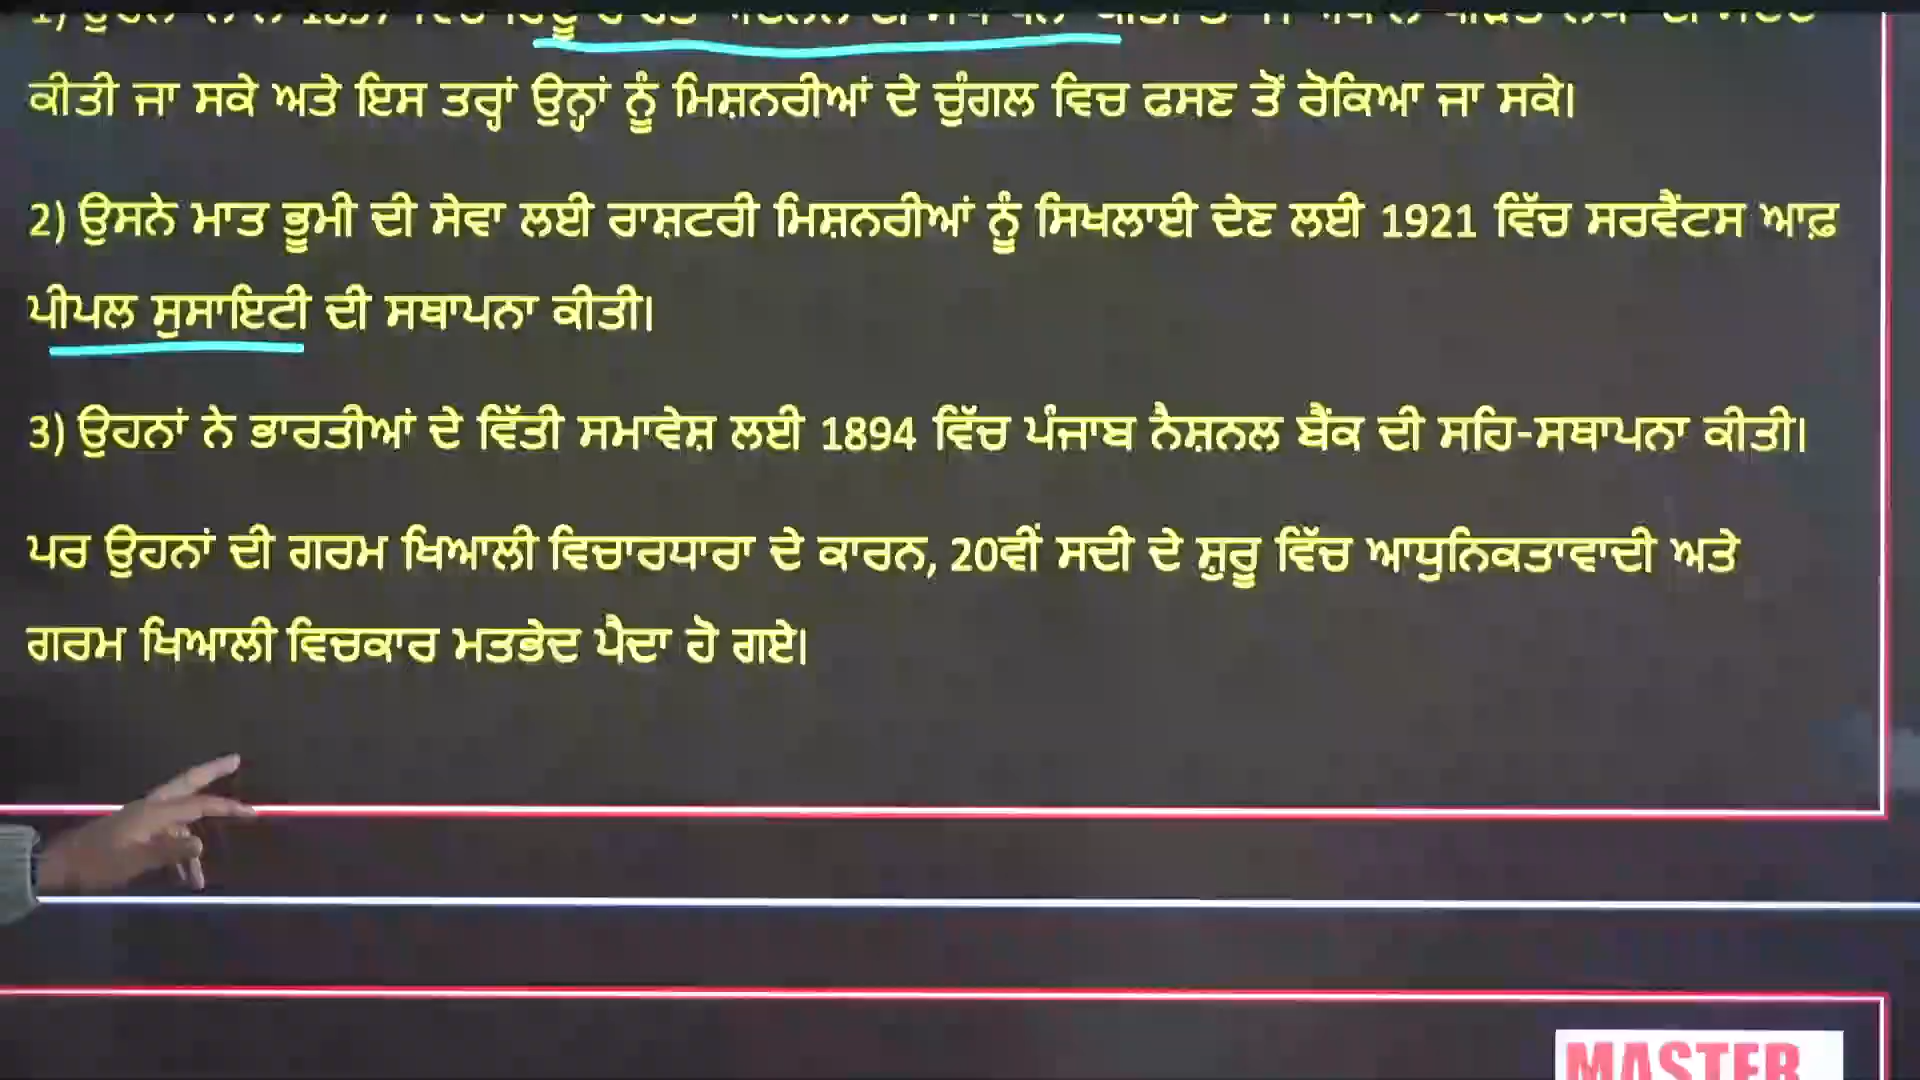 ਕੀਤੀ ਜਾ ਸਕੇ ਅਤੇ ਇਸ ਤਰ੍ਹਾਂ ਉਨ੍ਹਾਂ ਨੂੰ ਮਿਸ਼ਨਰੀਆਂ ਦੇ ਚੁੰਗਲ ਵਿਚ ਫਸਣ ਤੋਂ ਰੋਕਿਆ ਜਾ ਸਕੇ।
2) ਉਸਨੇ ਮਾਤ ਭੂਮੀ ਦੀ ਸੇਵਾ ਲਈ ਰਾਸ਼ਟਰੀ ਮਿਸ਼ਨਰੀਆਂ ਨੂੰ ਸਿਖਲਾਈ ਦੇਣ ਲਈ 1921 ਵਿੱਚ ਸਰਵੈਂਟਸ ਆਫ਼
ਪੀਪਲ ਸੁਸਾਇਟੀ ਦੀ ਸਥਾਪਨਾ ਕੀਤੀ।
3) ਉਹਨਾਂ ਨੇ ਭਾਰਤੀਆਂ ਦੇ ਵਿੱਤੀ ਸਮਾਵੇਸ਼ ਲਈ 1894 ਵਿੱਚ ਪੰਜਾਬ ਨੈਸ਼ਨਲ ਬੈਂਕ ਦੀ ਸਹਿ-ਸਥਾਪਨਾ ਕੀਤੀ।
ਪਰ ਉਹਨਾਂ ਦੀ ਗਰਮ ਖਿਆਲੀ ਵਿਚਾਰਧਾਰਾ ਦੇ ਕਾਰਨ, 20ਵੀਂ ਸਦੀ ਦੇ ਸ਼ੁਰੂ ਵਿੱਚ ਆਧੁਨਿਕਤਾਵਾਦੀ ਅਤੇ
ਗਰਮ ਖਿਆਲੀ ਵਿਚਕਾਰ ਮਤਭੇਦ ਪੈਦਾ ਹੋ ਗਏ।
MASTER